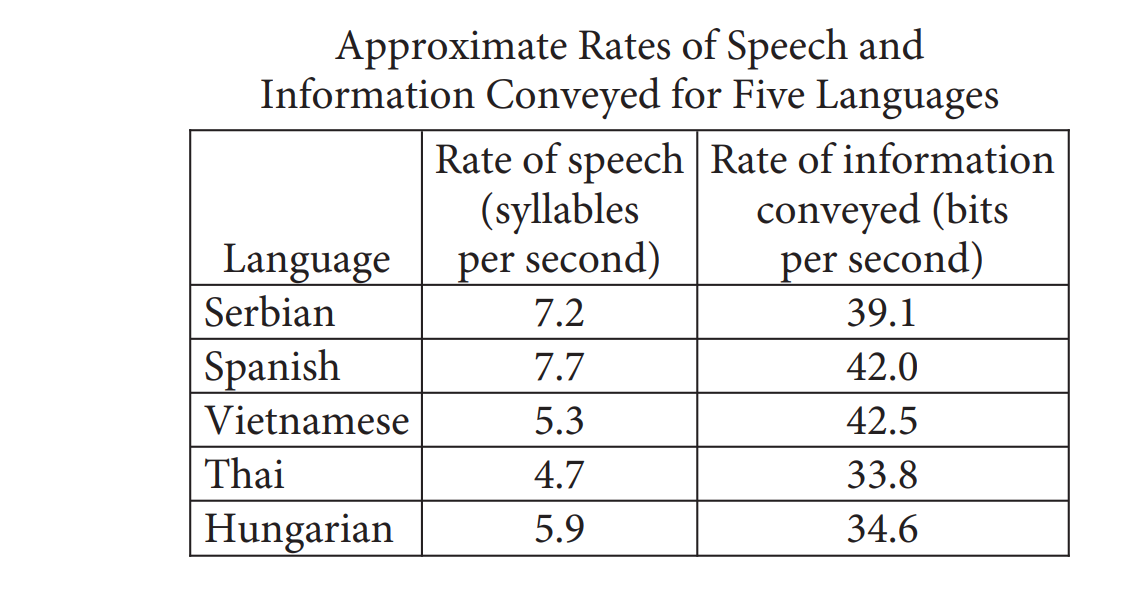 Approximate Rates of Speech and
Information Conveyed for Five Languages
Language
Rate of speech
(syllables
per second)
Rate of information
conveyed (bits
per second)
Serbian 7.2 39.1
Spanish 7.7 42.0
Vietnamese 5.3 42.5
Thai 4.7 33.8
Hungarian 5.9 34.6